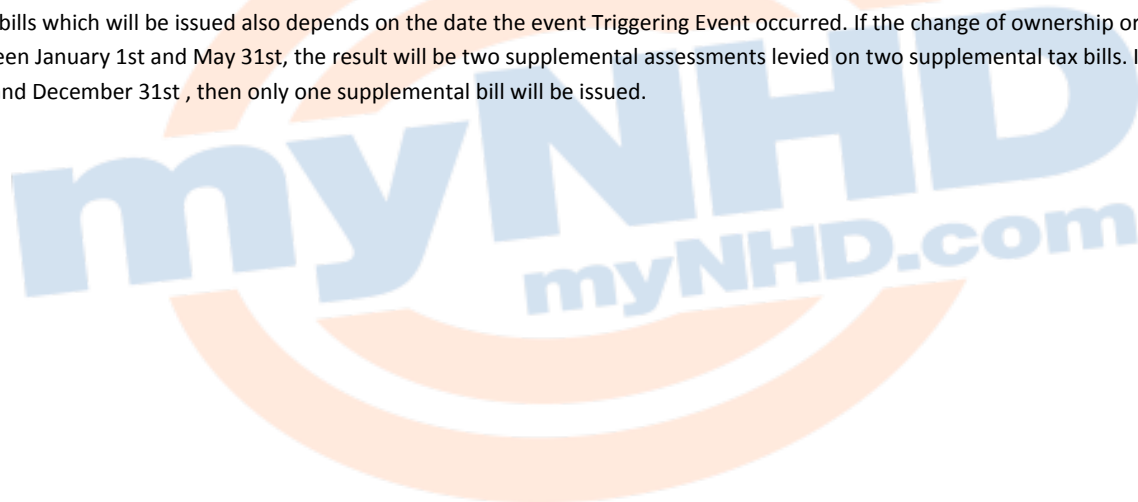 bills which will be issued also depends on the date the event Triggering Event occurred. If the change of ownership or
een January 1st and May 31st, the result will be two supplemental assessments levied on two supplemental tax bills. I
nd December 31st , then only one supplemental bill will be issued.
myNHD
myNHD.com